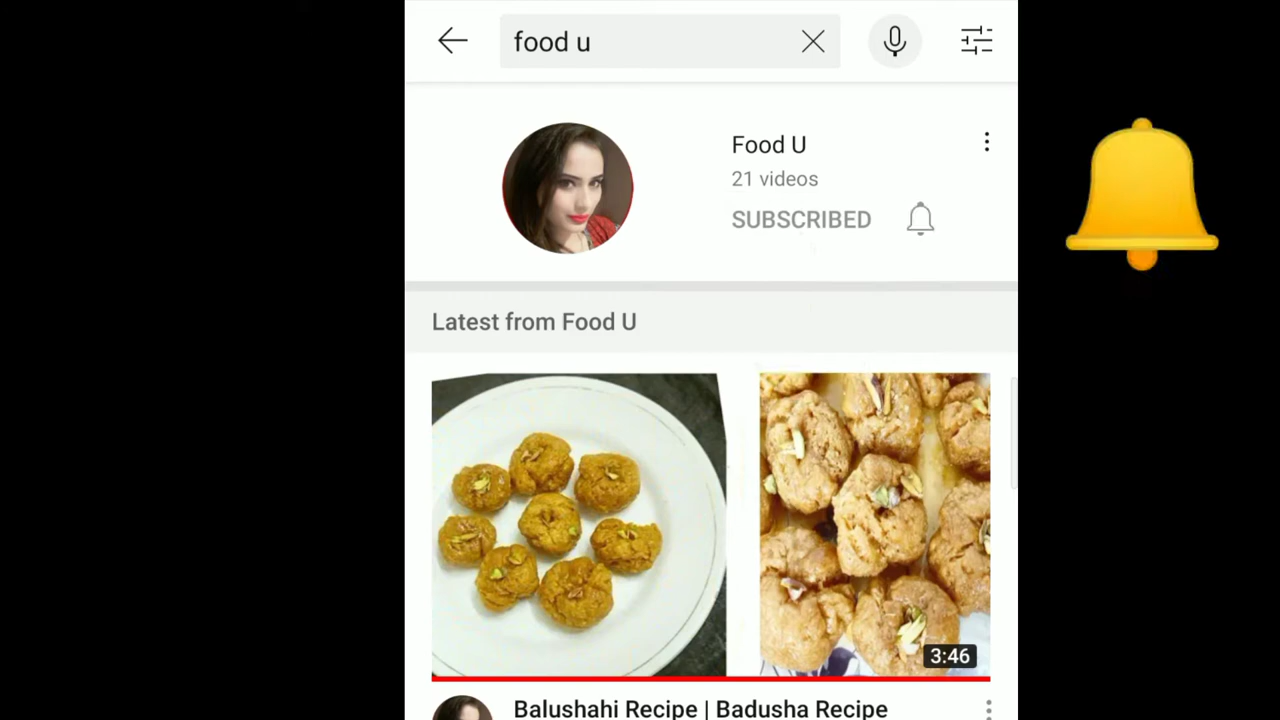 food u
Food U
21 videos
SUBSCRIBED
Latest from Food U
3:46
Balushahi Recipe | Badusha Recipe